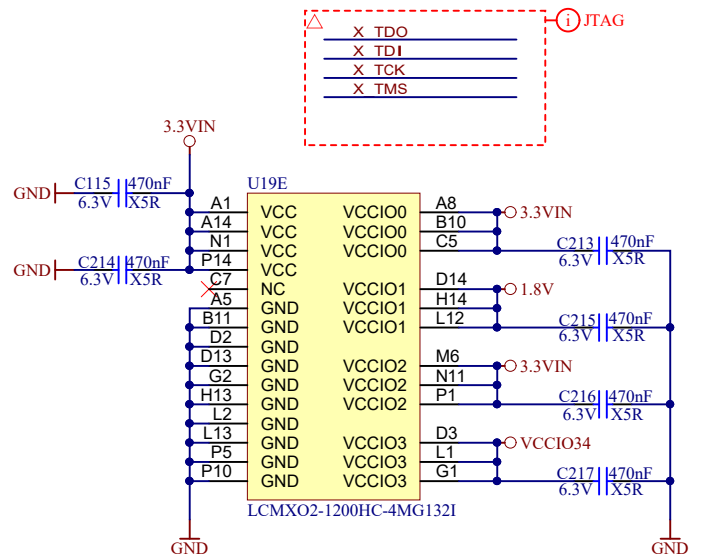 X_TDO
X_TDI
X_TCK
X_TMS
JTAG
3.3VIN
GND C115 470nF
6.3V X5R
GND C214 470nF
6.3V X5R
U19E
A1 VCC VCCIO0 A8 3.3VIN
A14 VCC VCCIO0 B10
N1 VCC VCCIO0 C5 C213 470nF
P14 VCC 6.3V X5R
C7 NC VCCIO1 D14 1.8V
A5 GND VCCIO1 H14
B11 GND VCCIO1 L12 C215 470nF
D2 GND 6.3V X5R
D13 GND VCCIO2 M6 3.3VIN
G2 GND VCCIO2 N11
H13 GND VCCIO2 P1 C216 470nF
L2 GND 6.3V X5R
L13 GND VCCIO3 D3 VCCIO34
P5 GND VCCIO3 L1
P10 GND VCCIO3 G1 C217 470nF
6.3V X5R
LCMXO2-1200HC-4MG132I
GND GND